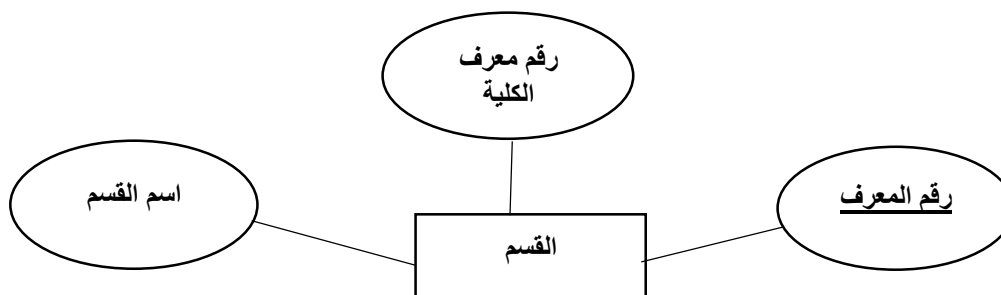 رقم معرف
الكلية
رقم المعرف
اسم القسم
القسم